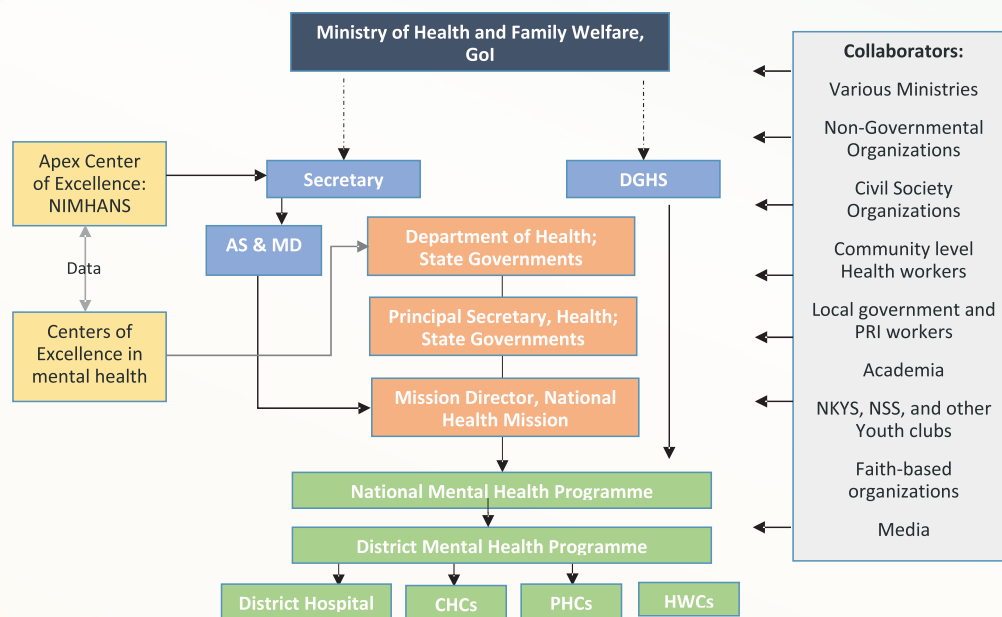 Ministry of Health and Family Welfare,
GoI
Collaborators:
Various Ministries
Non-Governmental
Organizations
Civil Society
Organizations
Community level
Health workers
Local government and
PRI workers
Academia
NKYS, NSS, and other
Youth clubs
Faith-based
organizations
Media
Apex Center
of Excellence:
NIMHANS
Secretary
DGHS
AS & MD
Department of Health;
State Governments
Data
Principal Secretary, Health;
State Governments
Centers of
Excellence in
mental health
Mission Director, National
Health Mission
National Mental Health Programme
District Mental Health Programme
District Hospital
CHCs
PHCs
HWCs